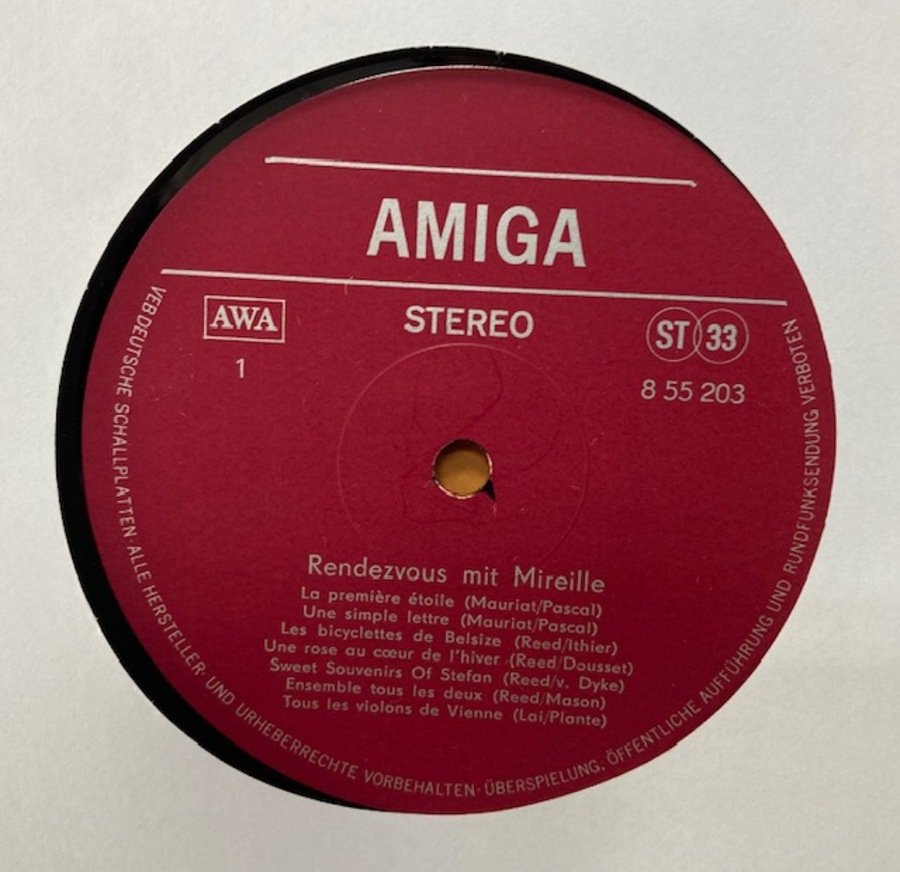 AMIGA
AWA
STEREO
ST 33
1
8 55 203
Rendezvous mit Mireille
La première étoile (Mauriat/Pascal)
Une simple lettre (Mauriat/Pascal)
Les bicyclettes de Belsize (Reed/Ithier)
Une rose au cœur de l'hiver (Reed/Dousset)
Sweet Souvenirs Of Stefan (Reed/v. Dyke)
Ensemble tous les deux (Reed/Mason)
Tous les violons de Vienne (Lai/Plante)
VEB DEUTSCHE SCHALLPLATTEN · ALLE HERSTELLER- UND URHEBERRECHTE VORBEHALTEN · ÜBERSPIELUNG, ÖFFENTLICHE AUFFÜHRUNG UND RUNDFUNKSENDUNG VERBOTEN